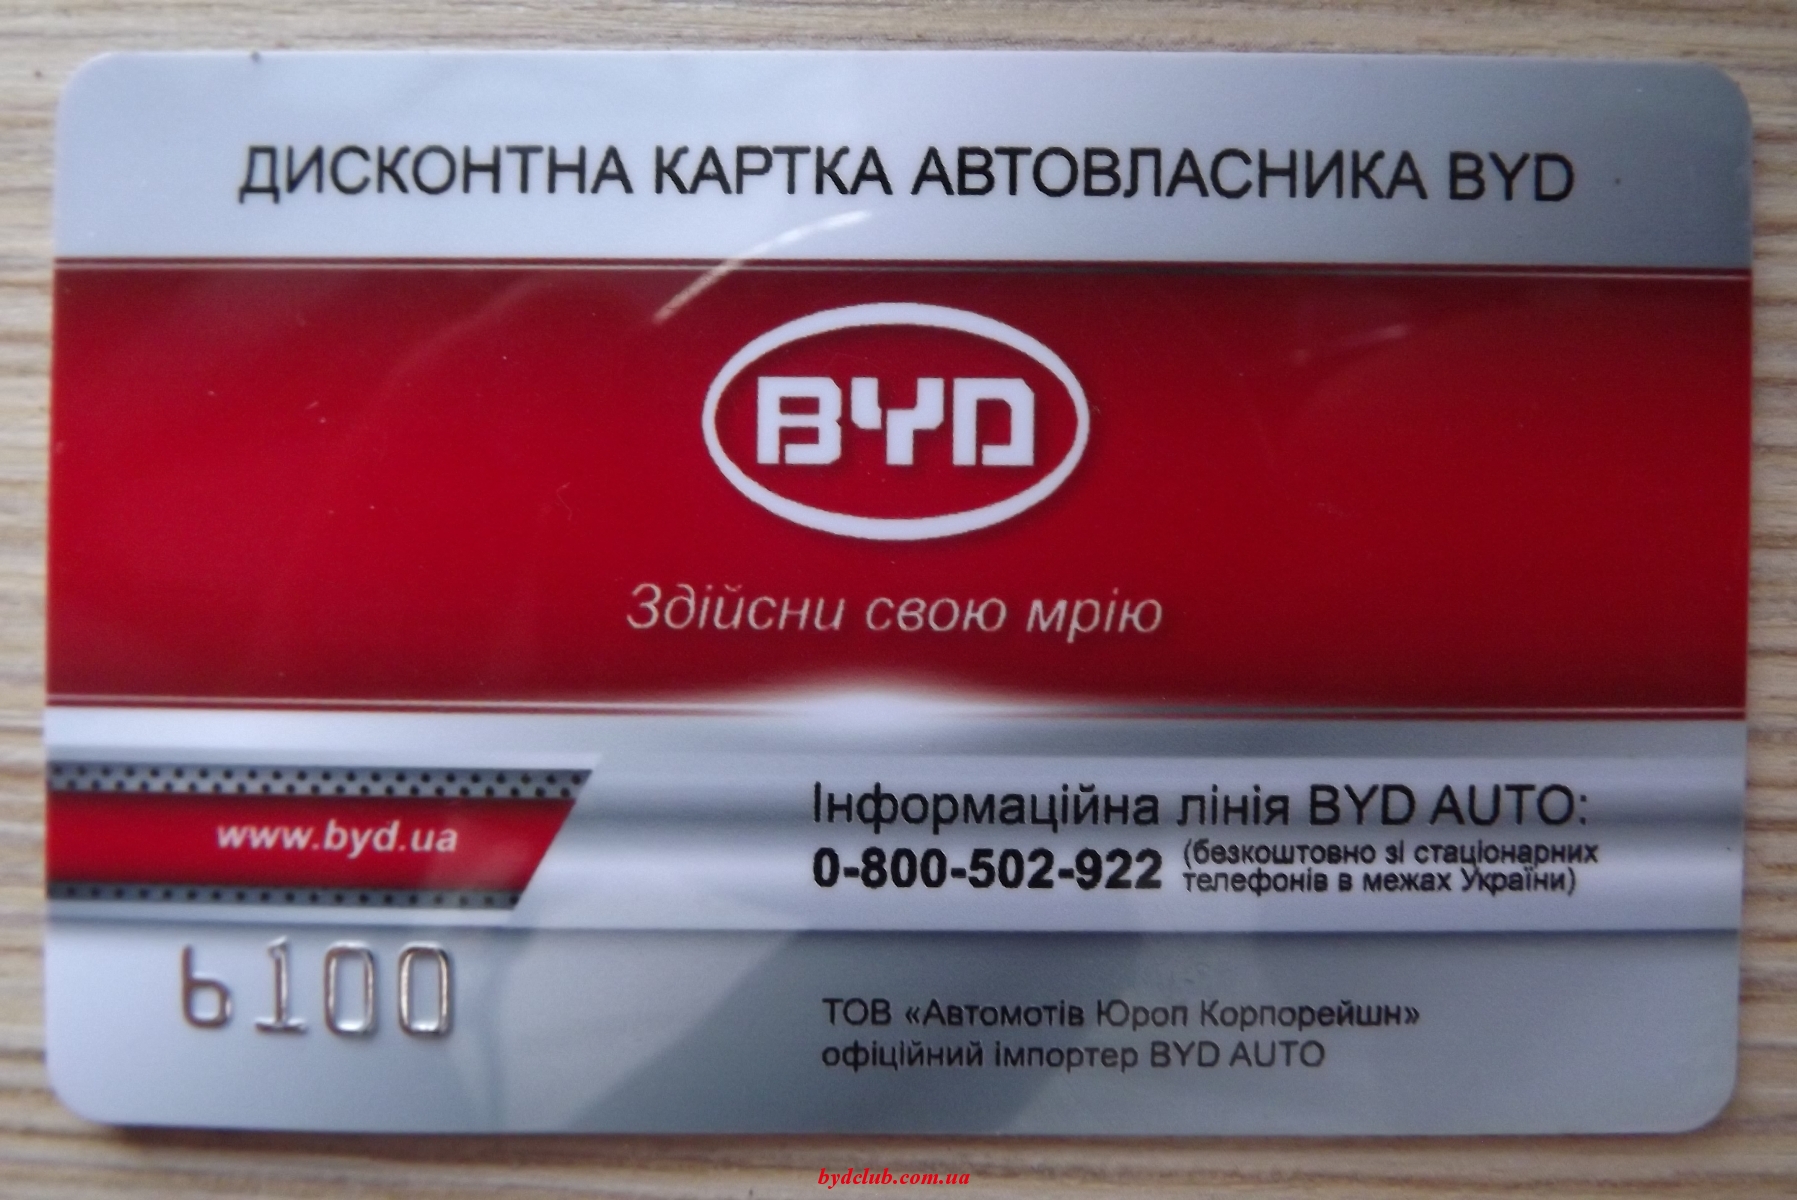 ДИСКОНТНА КАРТКА АВТОВЛАСНИКА BYD
BYD
Здійсни свою мрію
www.byd.ua
Інформаційна лінія BYD AUTO:
0-800-502-922 (безкоштовно зі стаціонарних
телефонів в межах України)
6100
ТОВ «Автомотів Юроп Корпорейшн»
офіційний імпортер BYD AUTO
bydclub.com.ua